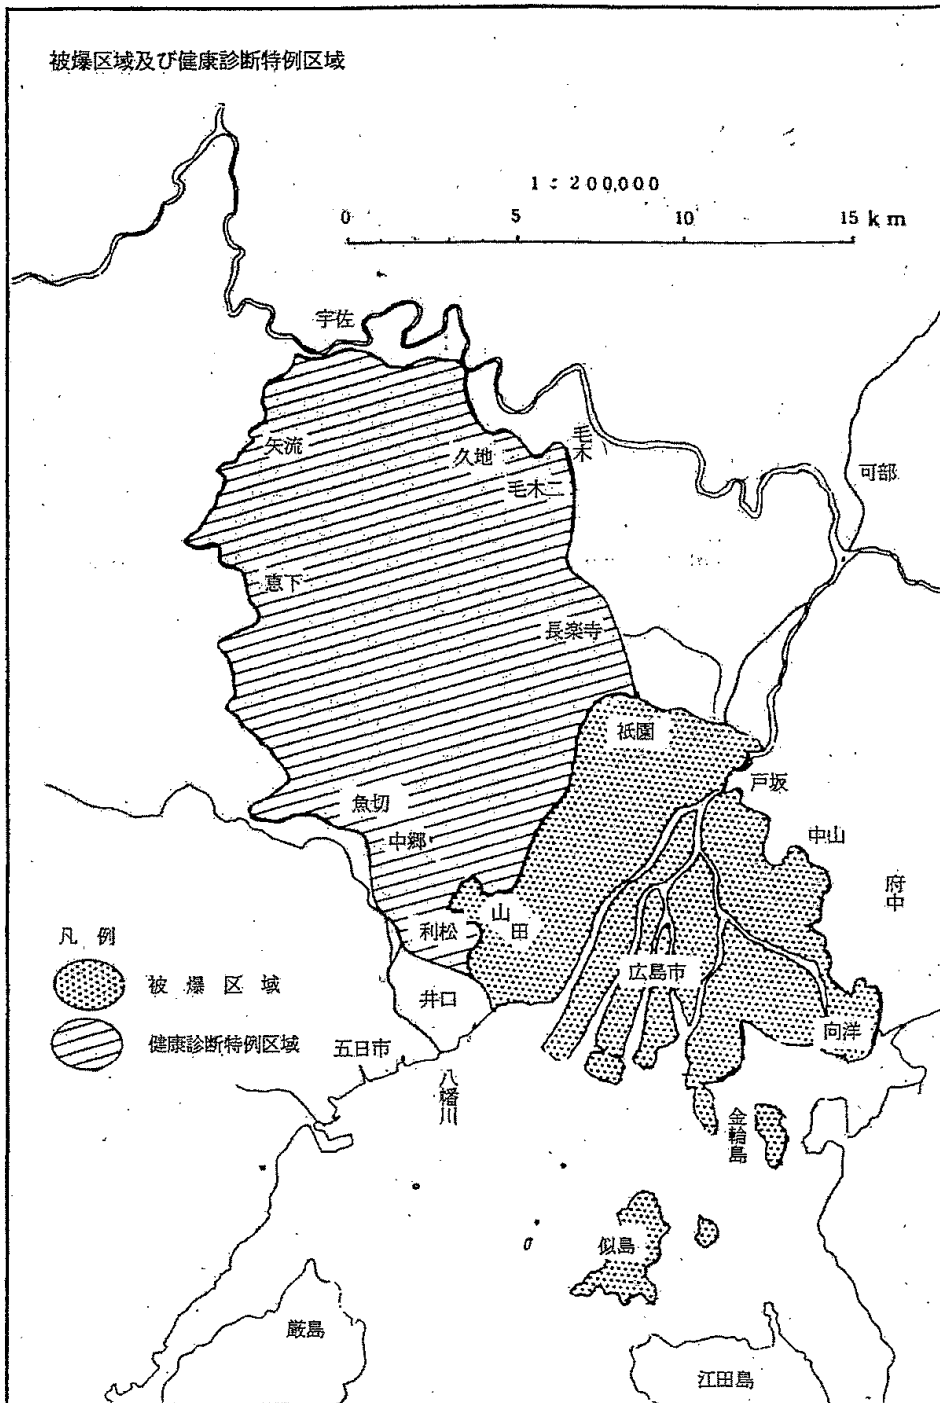 被爆区域及び健康診断特例区域
1:200,000
0 5 10 15 km
宇佐
矢流
久地
毛木
毛木二
可部
恵下
長楽寺
祇園
戸坂
魚切
中郷
中山
府中
山田
利松
凡例
被爆区域
広島市
井口
向洋
健康診断特例区域
五日市
八幡川
金輪島
似島
厳島
江田島